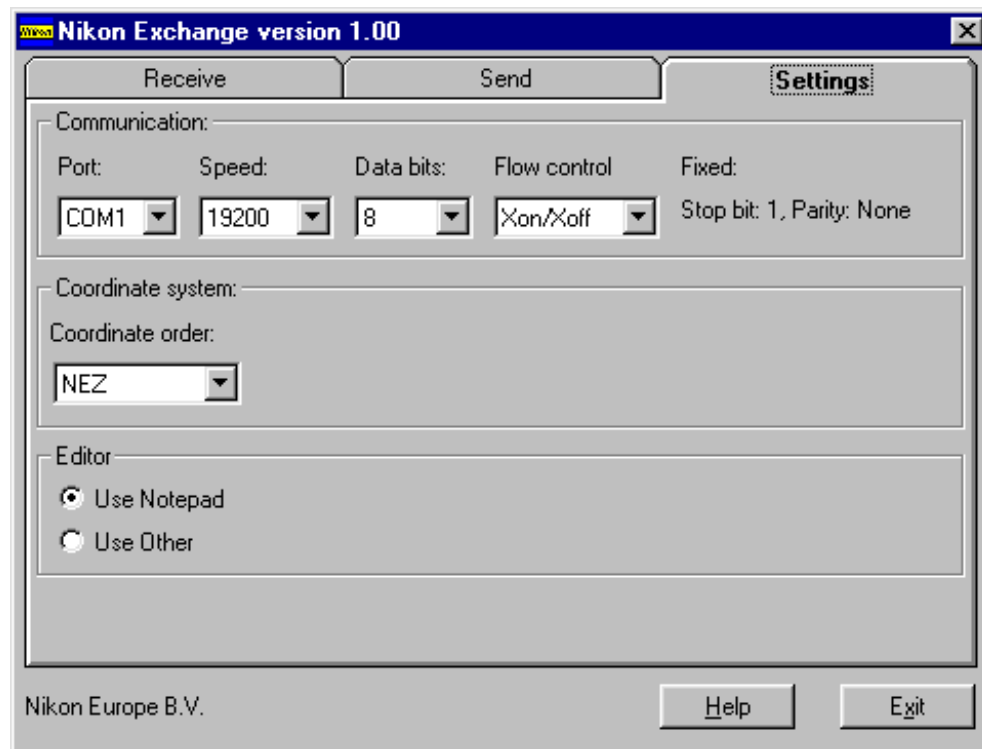 Nikon Nikon Exchange version 1.00
Receive Send Settings
Communication:
Port: Speed: Data bits: Flow control Fixed:
COM1 19200 8 Xon/Xoff Stop bit: 1, Parity: None
Coordinate system:
Coordinate order:
NEZ
Editor
Use Notepad
Use Other
Nikon Europe B.V. Help Exit